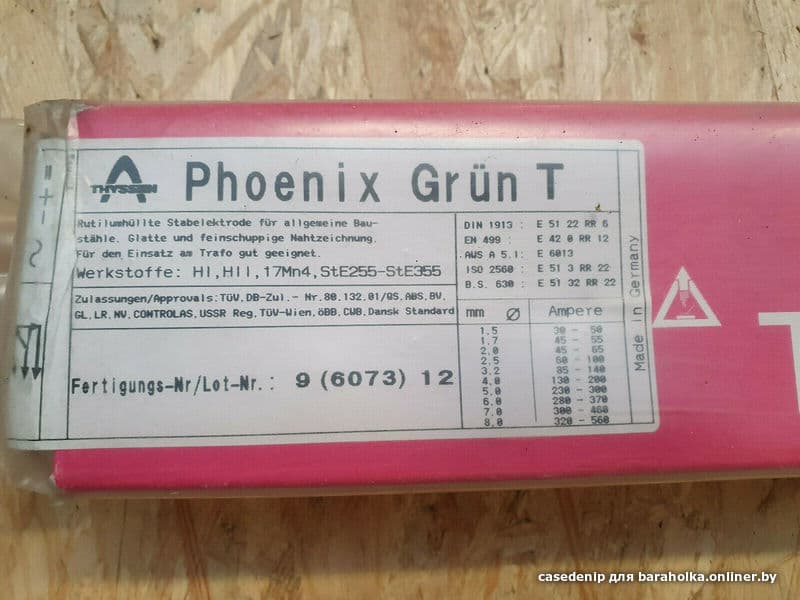 THYSSEN
Phoenix Grün T
= + - ~
Rutilumhüllte Stabelektrode für allgemeine Bau-
stähle. Glatte und feinschuppige Nahtzeichnung.
Für den Einsatz am Trafo gut geeignet.
Werkstoffe: HI,HII,17Mn4,StE255-StE355
Zulassungen/Approvals:TÜV,DB-Zul.- Nr.80.132.01/QS,ABS,BV,
GL,LR,NV,CONTROLAS,USSR Reg,TÜV-Wien,öBB,CWB,Dansk Standard
Fertigungs-Nr/Lot-Nr.: 9 (6073) 12
DIN 1913: E 51 22 RR 6
EN 499: E 42 0 RR 12
AWS A 5.1: E 6013
ISO 2560: E 51 3 RR 22
B.S. 630: E 51 32 RR 22
mm Ø Ampere
1,5 30 - 50
1,7 45 - 55
2,0 45 - 65
2,5 60 - 100
3,2 85 - 140
4,0 130 - 200
5,0 230 - 300
6,0 280 - 370
7,0 300 - 460
8,0 320 - 560
Made in Germany
T
casedenip для baraholka.onliner.by